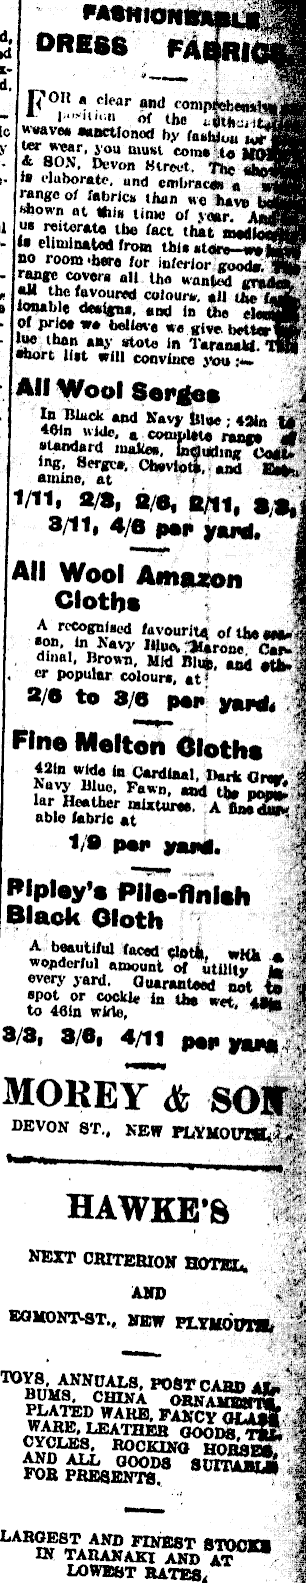 FASHIONABLE
DRESS FABRICS.
FOR a clear and comprehensive
position of the
weaves sanctioned by fashion for
ter wear, you must come to MOREY
& SON, Devon Street. The show
is elaborate, and embraces a
range of fabrics than we have
shown at this time of year. And
us reiterate the fact that
is eliminated from this store—we have
no room here for inferior goods.
range covers all the wanted grades,
all the favoured colours, all the fash-
ionable designs, and in the
of price we believe we give better
lue than any store in Taranaki. This
short list will convince you :—
All Wool Serges
In Black and Navy Blue ; 42in to
46in wide, a complete range of
standard makes, including Coat-
ing, Serges, Cheviots, and Est-
amine, at
1/11, 2/3, 2/6, 2/11, 3/3,
3/11, 4/6 per yard.
All Wool Amazon
Cloths
A recognised favourite of the sea-
son, in Navy Blue, Marone, Car-
dinal, Brown, Mid Blue, and oth-
er popular colours, at
2/6 to 3/6 per yard.
Fine Melton Cloths
42in wide in Cardinal, Dark Grey,
Navy Blue, Fawn, and the popu-
lar Heather mixtures. A fine dur-
able fabric at
1/9 per yard.
Ripley's Pile-finish
Black Cloth
A beautiful faced cloth, with a
wonderful amount of utility in
every yard. Guaranteed not to
spot or cockle in the wet,
to 46in wide,
3/3, 3/6, 4/11 per yard
MOREY & SON
DEVON ST., NEW PLYMOUTH.
HAWKE'S
NEXT CRITERION HOTEL,
AND
EGMONT-ST., NEW PLYMOUTH.
TOYS, ANNUALS, POST CARD AL-
BUMS, CHINA ORNAMENTS,
PLATED WARE, FANCY GLASS
WARE, LEATHER GOODS, TRI-
CYCLES, ROCKING HORSES,
AND ALL GOODS SUITABLE
FOR PRESENTS.
LARGEST AND FINEST STOCKS
IN TARANAKI AND AT
LOWEST RATES.